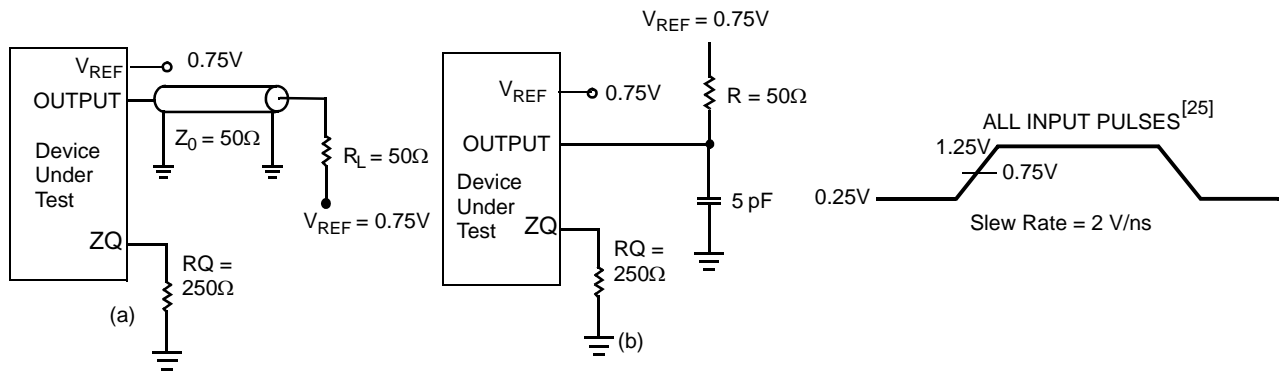 V_REF
0.75V
OUTPUT
Z_0 = 50Ω
Device
Under
Test
R_L = 50Ω
V_REF = 0.75V
ZQ
RQ =
250Ω
(a)
V_REF = 0.75V
R = 50Ω
V_REF
0.75V
OUTPUT
Device
Under
Test
5 pF
ZQ
RQ =
250Ω
(b)
ALL INPUT PULSES[25]
1.25V
0.75V
0.25V
Slew Rate = 2 V/ns